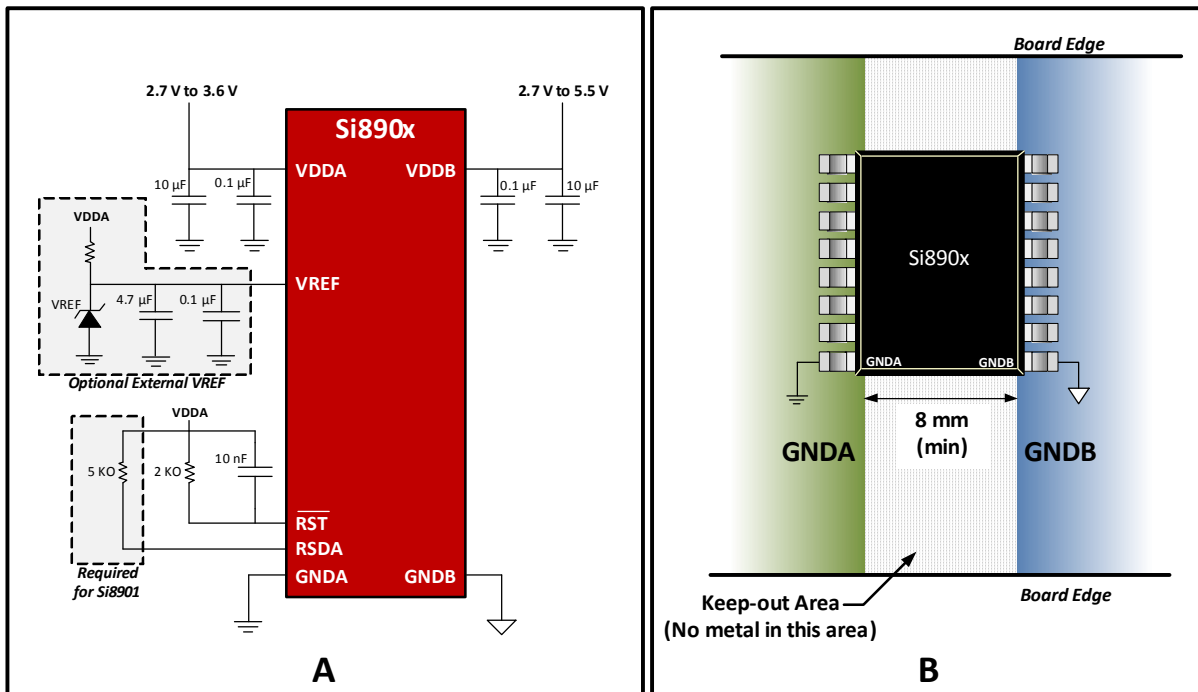 2.7 V to 3.6 V
2.7 V to 5.5 V
Si890x
VDDA
VDDB
10 µF
0.1 µF
0.1 µF
10 µF
VDDA
VREF
VREF
4.7 µF
0.1 µF
Optional External VREF
VDDA
5 KO
2 KO
10 nF
RST
RSDA
GNDA
GNDB
Required
for Si8901
A
Board Edge
Si890x
GNDA
GNDB
8 mm
(min)
GNDA
GNDB
Board Edge
Keep-out Area
(No metal in this area)
B